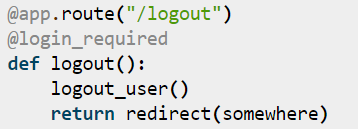 @app.route("/logout")
@login_required
def logout():
    logout_user()
    return redirect(somewhere)